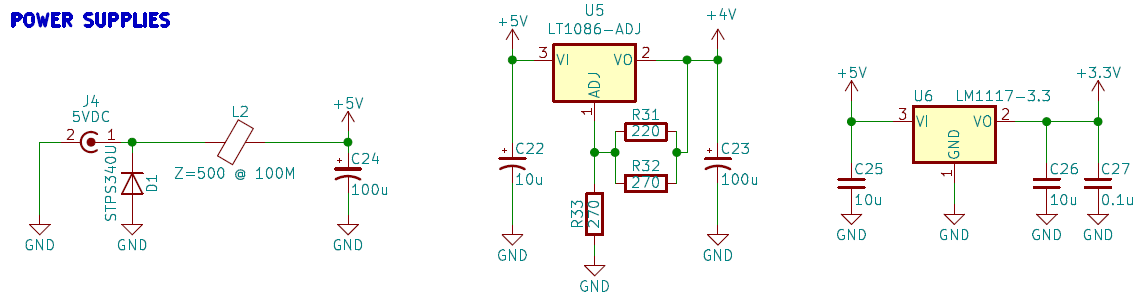 POWER SUPPLIES
J4
5VDC
2
1
GND
STPS340U
D1
GND
L2
Z=500 @ 100M
+5V
C24
100u
GND
+5V
U5
LT1086-ADJ
3
VI
VO
2
ADJ
1
+4V
C22
10u
GND
R31
220
R32
270
R33
270
GND
C23
100u
GND
+5V
U6
LM1117-3.3
3
VI
VO
2
GND
1
+3.3V
C25
10u
GND
GND
C26
10u
GND
C27
0.1u
GND